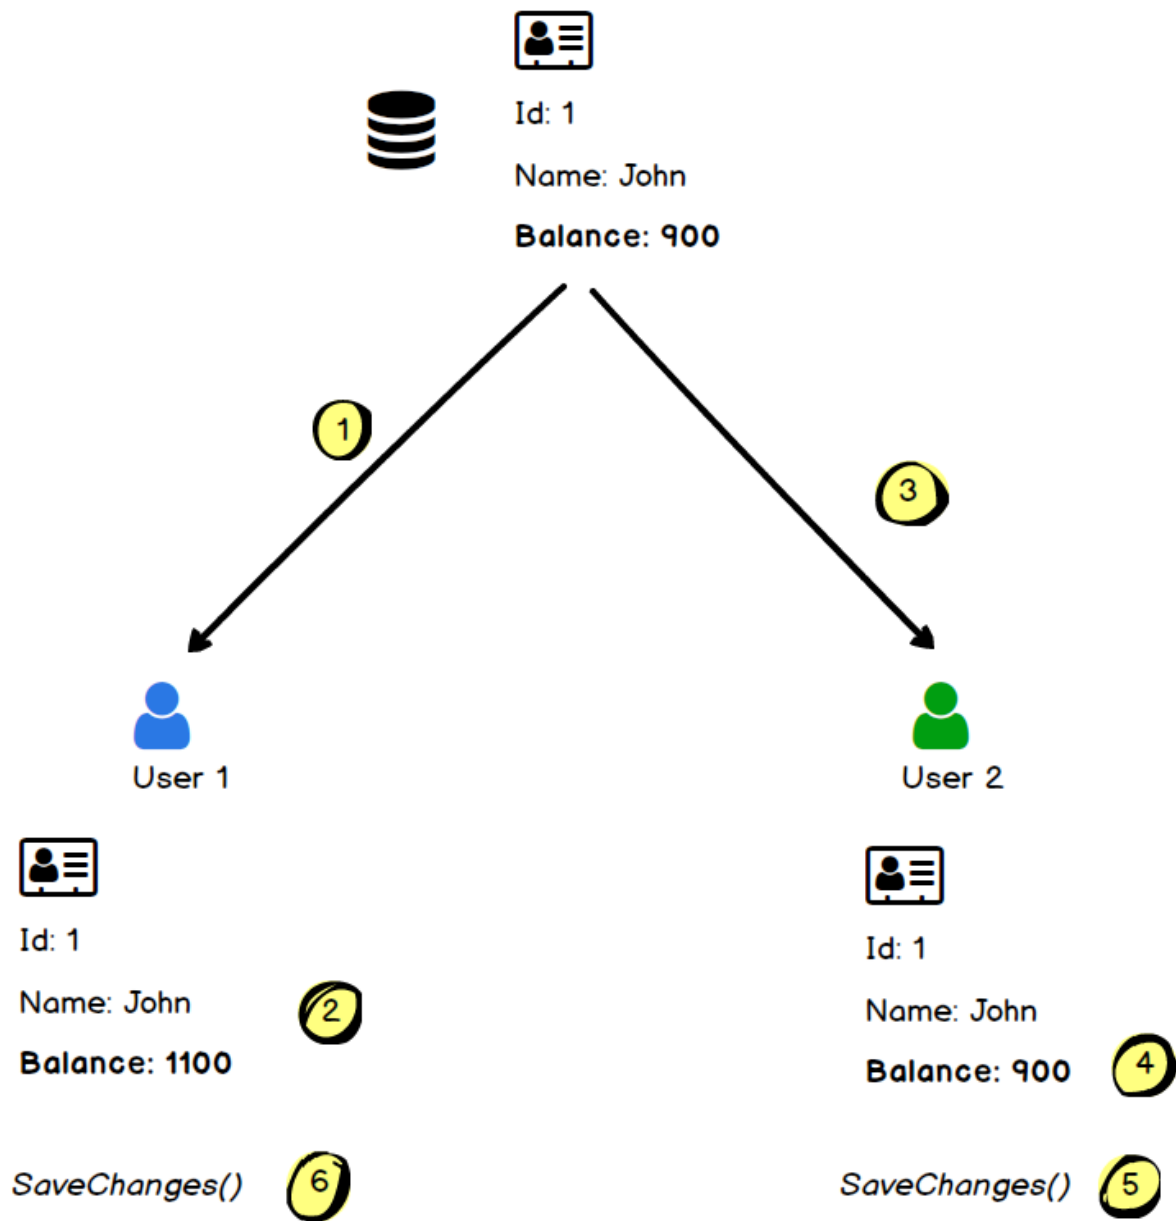 Id: 1
Name: John
Balance: 900
1
3
User 1
User 2
Id: 1
Name: John
2
Balance: 1100
Id: 1
Name: John
Balance: 900
4
SaveChanges()
6
SaveChanges()
5